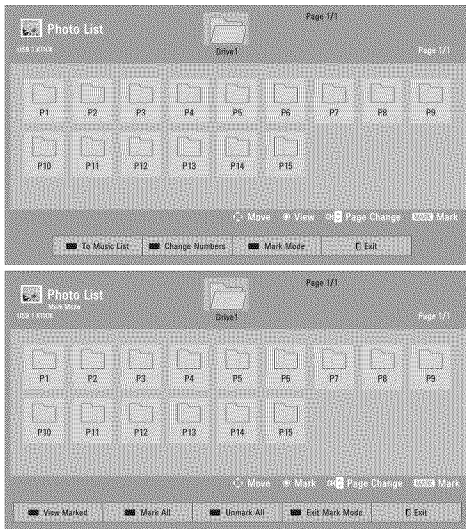 Page 1/1
Photo List
USB 1 STICK
Drive1
Page 1/1
P1 P2 P3 P4 P5 P6 P7 P8 P9
P10 P11 P12 P13 P14 P15
Move View CH Page Change MARK Mark
To Music List Change Numbers Mark Mode Exit
Page 1/1
Photo List
Mark Mode
USB 1 STICK
Drive1
Page 1/1
P1 P2 P3 P4 P5 P6 P7 P8 P9
P10 P11 P12 P13 P14 P15
Move Mark CH Page Change MARK Mark
View Marked Mark All Unmark All Exit Mark Mode Exit